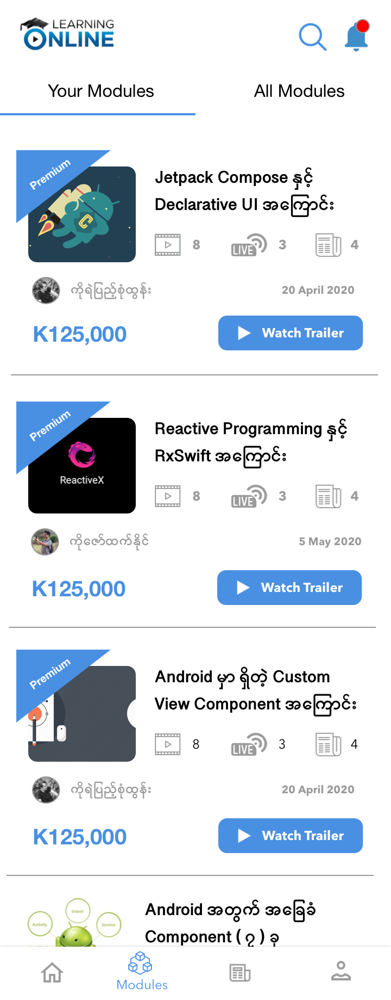 LEARNING
ONLINE
Your Modules
All Modules
Premium
Jetpack Compose နှင့်
Declarative UI အကြောင်း
8
LIVE
3
4
ကိုရဲပြည့်စုံထွန်း
20 April 2020
K125,000
Watch Trailer
Premium
ReactiveX
Reactive Programming နှင့်
RxSwift အကြောင်း
8
LIVE
3
4
ကိုဇော်ထက်နိုင်
5 May 2020
K125,000
Watch Trailer
Premium
Android မှာ ရှိတဲ့ Custom
View Component အကြောင်း
8
LIVE
3
4
ကိုရဲပြည့်စုံထွန်း
20 April 2020
K125,000
Watch Trailer
Activity
Intent
Service
Android အတွက် အခြေခံ
Component ( ၇ ) ခု
Modules